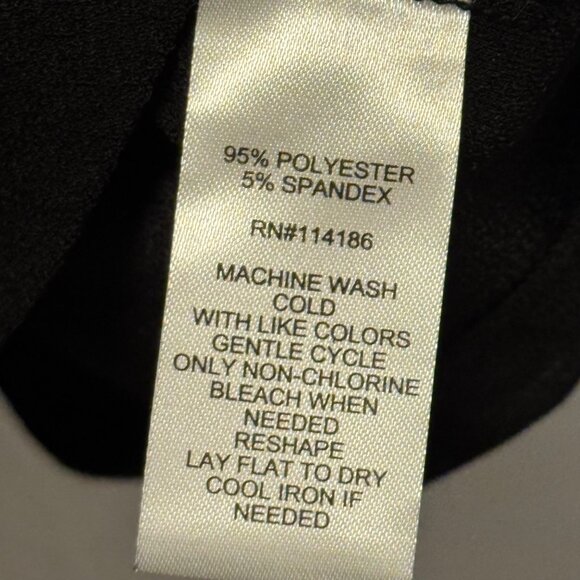 95% POLYESTER
5% SPANDEX
RN#114186
MACHINE WASH
COLD
WITH LIKE COLORS
GENTLE CYCLE
ONLY NON-CHLORINE
BLEACH WHEN
NEEDED
RESHAPE
LAY FLAT TO DRY
COOL IRON IF
NEEDED